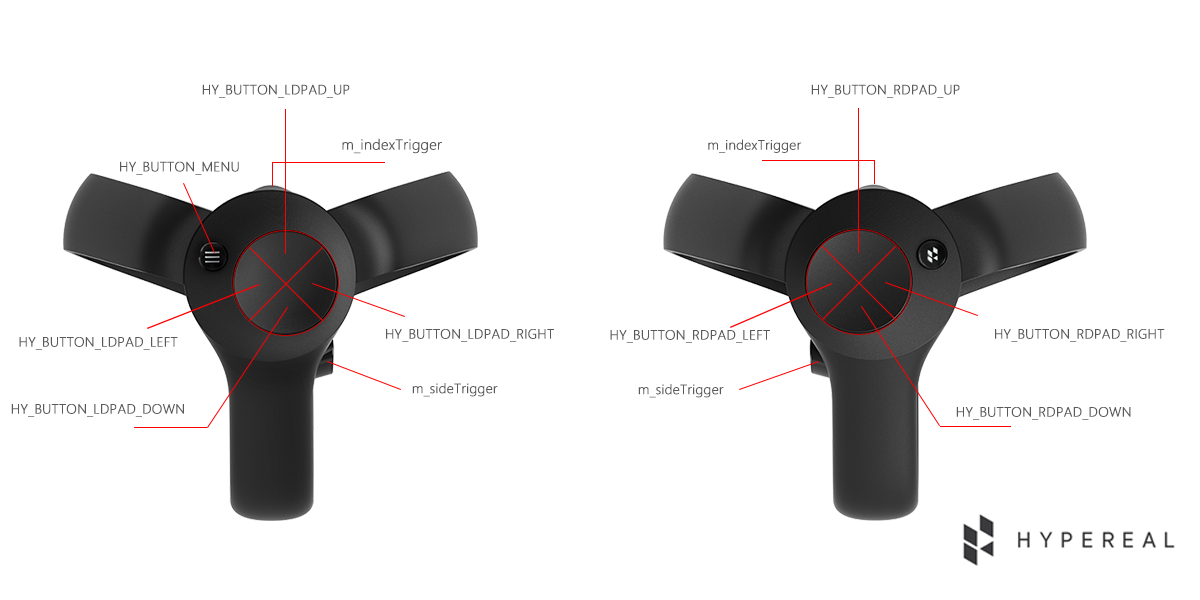 HY_BUTTON_LDPAD_UP
m_indexTrigger
HY_BUTTON_MENU
HY_BUTTON_LDPAD_LEFT
HY_BUTTON_LDPAD_RIGHT
m_sideTrigger
HY_BUTTON_LDPAD_DOWN
HY_BUTTON_RDPAD_UP
m_indexTrigger
HY_BUTTON_RDPAD_LEFT
HY_BUTTON_RDPAD_RIGHT
m_sideTrigger
HY_BUTTON_RDPAD_DOWN
HYPEREAL